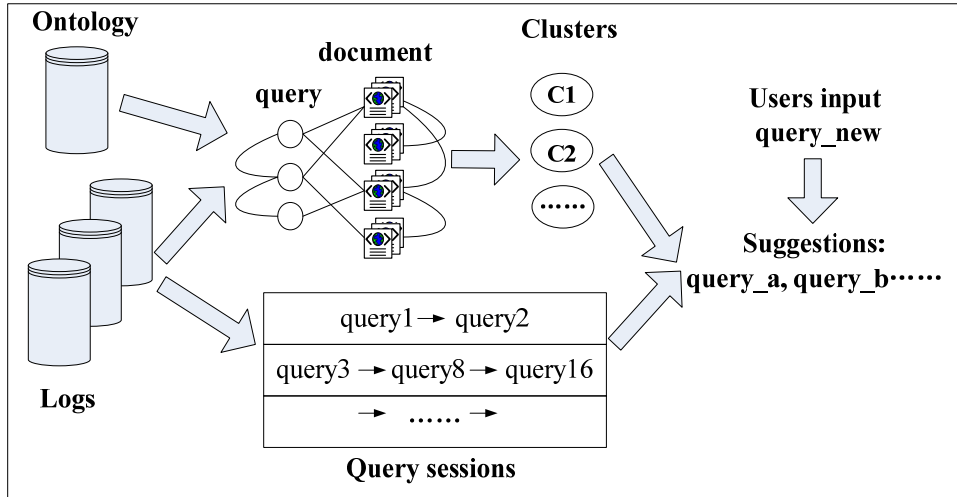 Ontology
document
Clusters
query
C1
Users input
query_new
C2
……
Suggestions:
query_a, query_b……
query1 → query2
query3 → query8 → query16
→ …… →
Logs
Query sessions